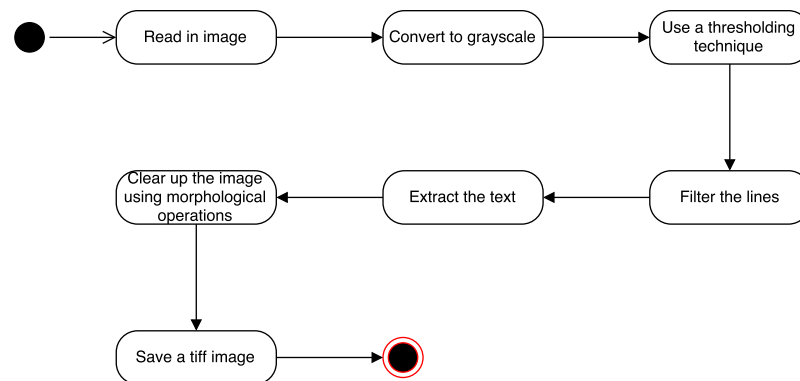 Read in image
Convert to grayscale
Use a thresholding
technique
Filter the lines
Extract the text
Clear up the image
using morphological
operations
Save a tiff image